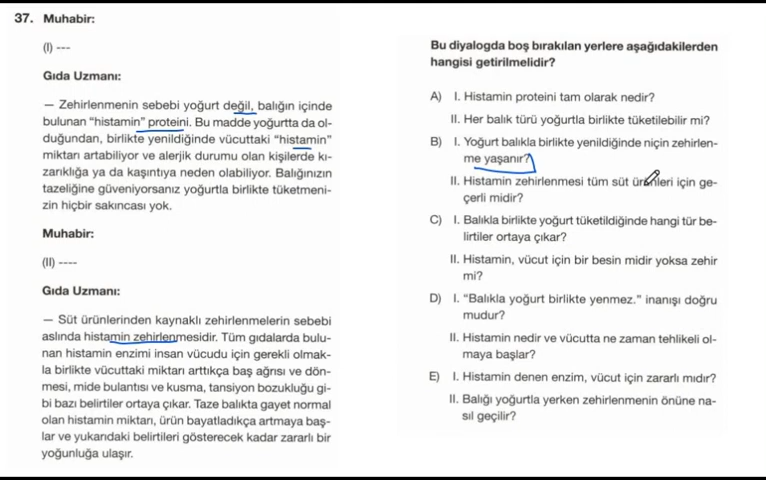 37. Muhabir:
(I) ---
Gıda Uzmanı:
— Zehirlenmenin sebebi yoğurt değil, balığın içinde
bulunan “histamin” proteini. Bu madde yoğurtta da ol-
duğundan, birlikte yenildiğinde vücuttaki “histamin”
miktarı artabiliyor ve alerjik durumu olan kişilerde kı-
zarıklığa ya da kaşıntıya neden olabiliyor. Balığınızın
tazeliğine güveniyorsanız yoğurtla birlikte tüketmeni-
zin hiçbir sakıncası yok.
Muhabir:
(II) ----
Gıda Uzmanı:
— Süt ürünlerinden kaynaklı zehirlenmelerin sebebi
aslında histamin zehirlenmesidir. Tüm gıdalarda bulu-
nan histamin enzimi insan vücudu için gerekli olmak-
la birlikte vücuttaki miktarı arttıkça baş ağrısı ve dön-
mesi, mide bulantısı ve kusma, tansiyon bozukluğu gi-
bi bazı belirtiler ortaya çıkar. Taze balıkta gayet normal
olan histamin miktarı, ürün bayatladıkça artmaya baş-
lar ve yukarıdaki belirtileri gösterecek kadar zararlı bir
yoğunluğa ulaşır.
Bu diyalogda boş bırakılan yerlere aşağıdakilerden
hangisi getirilmelidir?
A) I. Histamin proteini tam olarak nedir?
II. Her balık türü yoğurtla birlikte tüketilebilir mi?
B) I. Yoğurt balıkla birlikte yenildiğinde niçin zehirlen-
me yaşanır?
II. Histamin zehirlenmesi tüm süt ürünleri için ge-
çerli midir?
C) I. Balıkla birlikte yoğurt tüketildiğinde hangi tür be-
lirtiler ortaya çıkar?
II. Histamin, vücut için bir besin midir yoksa zehir
mi?
D) I. “Balıkla yoğurt birlikte yenmez.” inanışı doğru
mudur?
II. Histamin nedir ve vücutta ne zaman tehlikeli ol-
maya başlar?
E) I. Histamin denen enzim, vücut için zararlı mıdır?
II. Balığı yoğurtla yerken zehirlenmenin önüne na-
sıl geçilir?